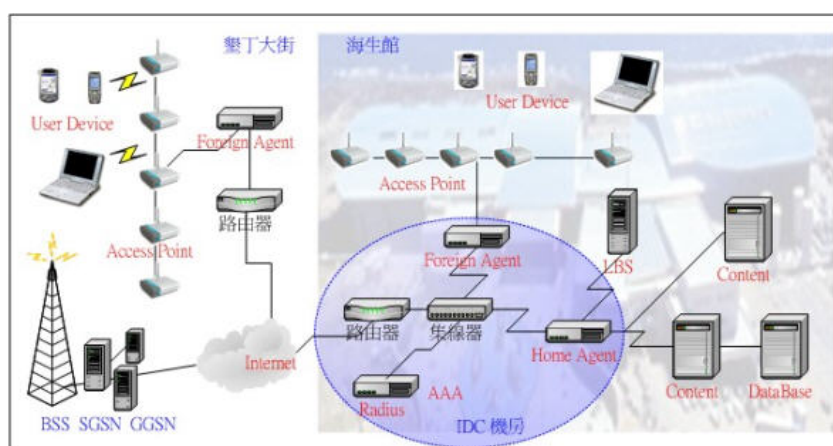 墾丁大街
海生館
User Device
User Device
Foreign Agent
Access Point
路由器
Access Point
Foreign Agent
LBS
Content
Internet
路由器
集線器
Home Agent
Radius
AAA
Content
DataBase
BSS SGSN GGSN
IDC 機房